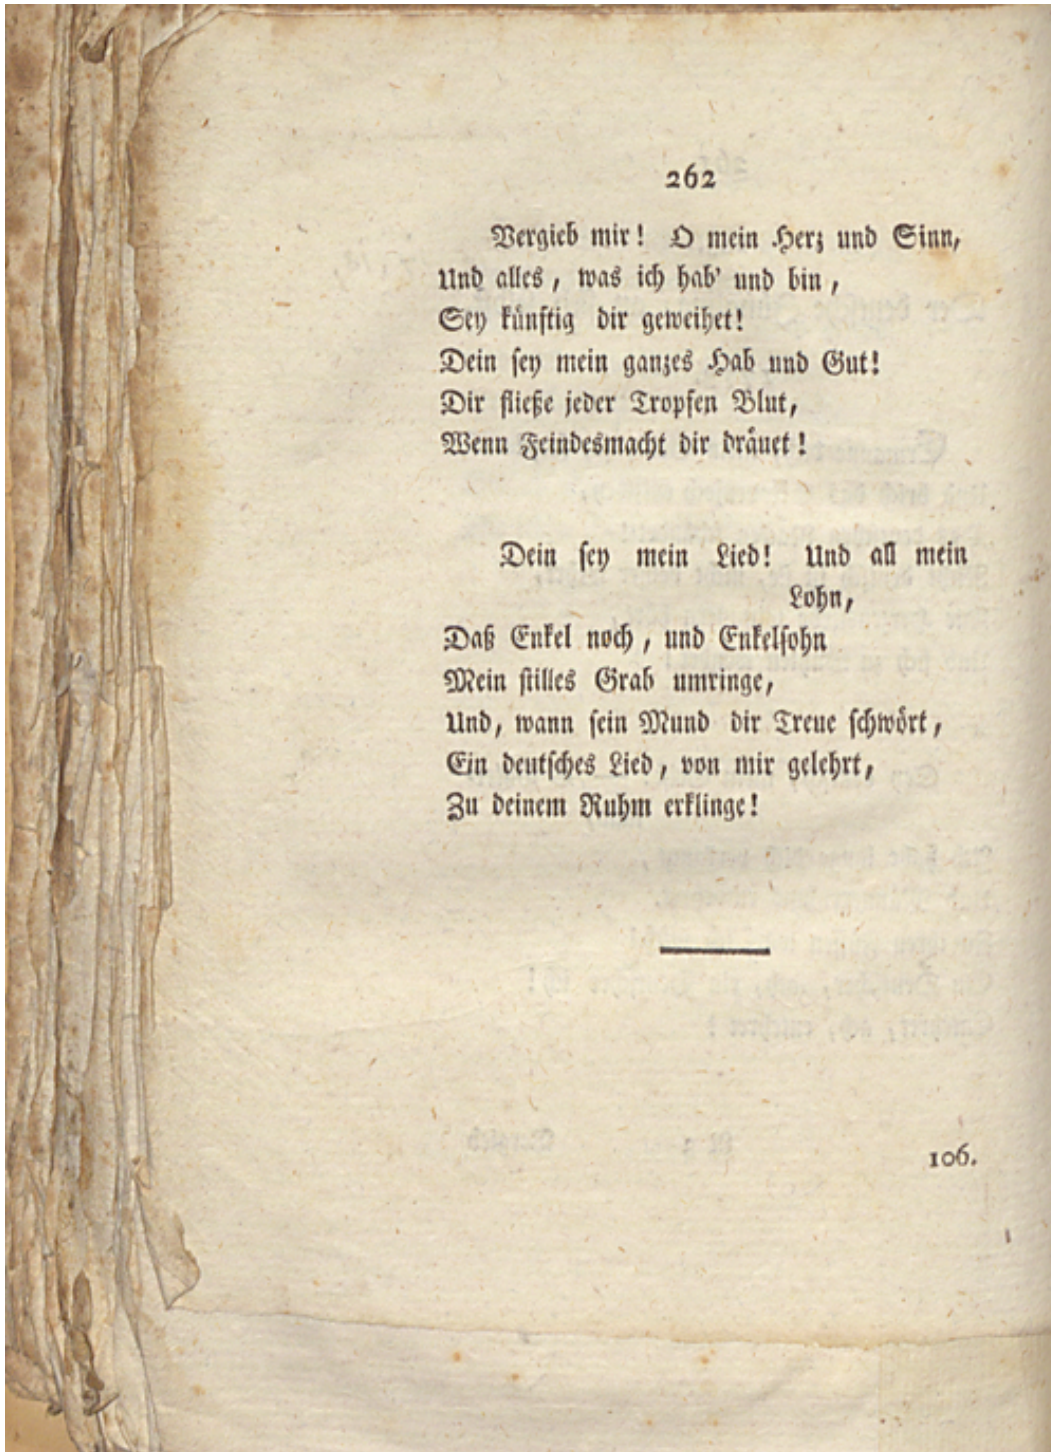 262
Vergieb mir! O mein Herz und Sinn,
Und alles, was ich hab' und bin,
Sey künftig dir geweihet!
Dein sey mein ganzes Hab und Gut!
Dir fließe jeder Tropfen Blut,
Wenn Feindesmacht dir dräuet!
Dein sey mein Lied! Und all mein
Lohn,
Daß Enkel noch, und Enkelsohn
Mein stilles Grab umringe,
Und, wann sein Mund dir Treue schwört,
Ein deutsches Lied, von mir gelehrt,
Zu deinem Ruhm erklinge!
106.